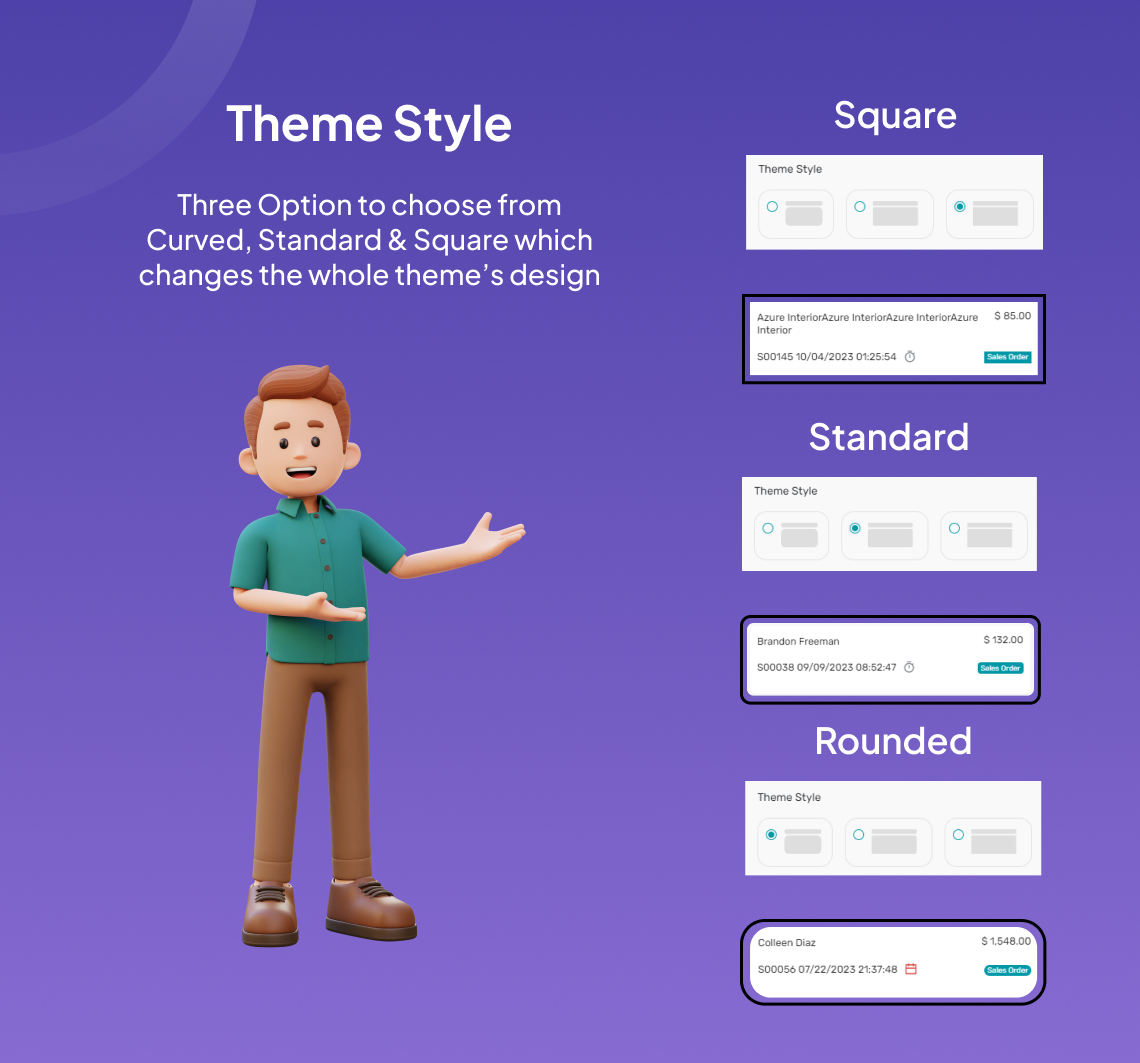 Theme Style
Three Option to choose from
Curved, Standard & Square which
changes the whole theme’s design
Square
Theme Style
Azure InteriorAzure InteriorAzure InteriorAzure
Interior
$ 85.00
S00145 10/04/2023 01:25:54
Sales Order
Standard
Theme Style
Brandon Freeman
$ 132.00
S00038 09/09/2023 08:52:47
Sales Order
Rounded
Theme Style
Colleen Diaz
$ 1,548.00
S00056 07/22/2023 21:37:48
Sales Order